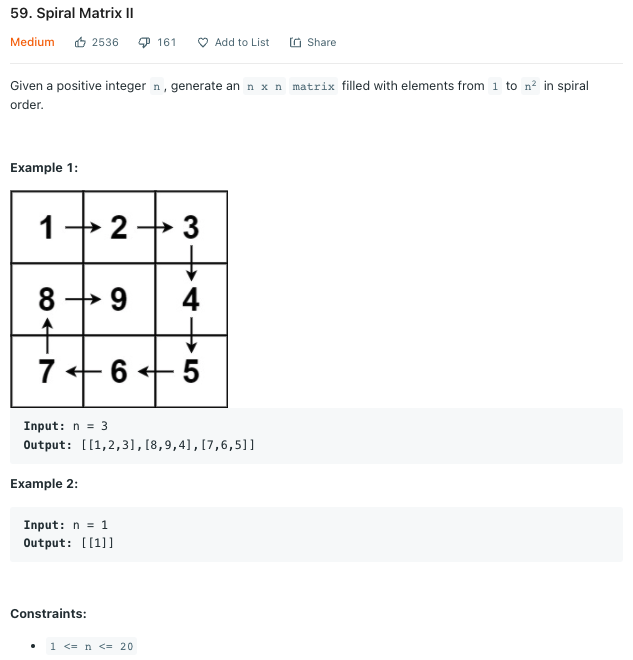 59. Spiral Matrix II
Medium 2536 161 Add to List Share
Given a positive integer n, generate an n x n matrix filled with elements from 1 to n² in spiral
order.
Example 1:
1 2 3
8 9 4
7 6 5
Input: n = 3
Output: [[1,2,3],[8,9,4],[7,6,5]]
Example 2:
Input: n = 1
Output: [[1]]
Constraints:
• 1 <= n <= 20